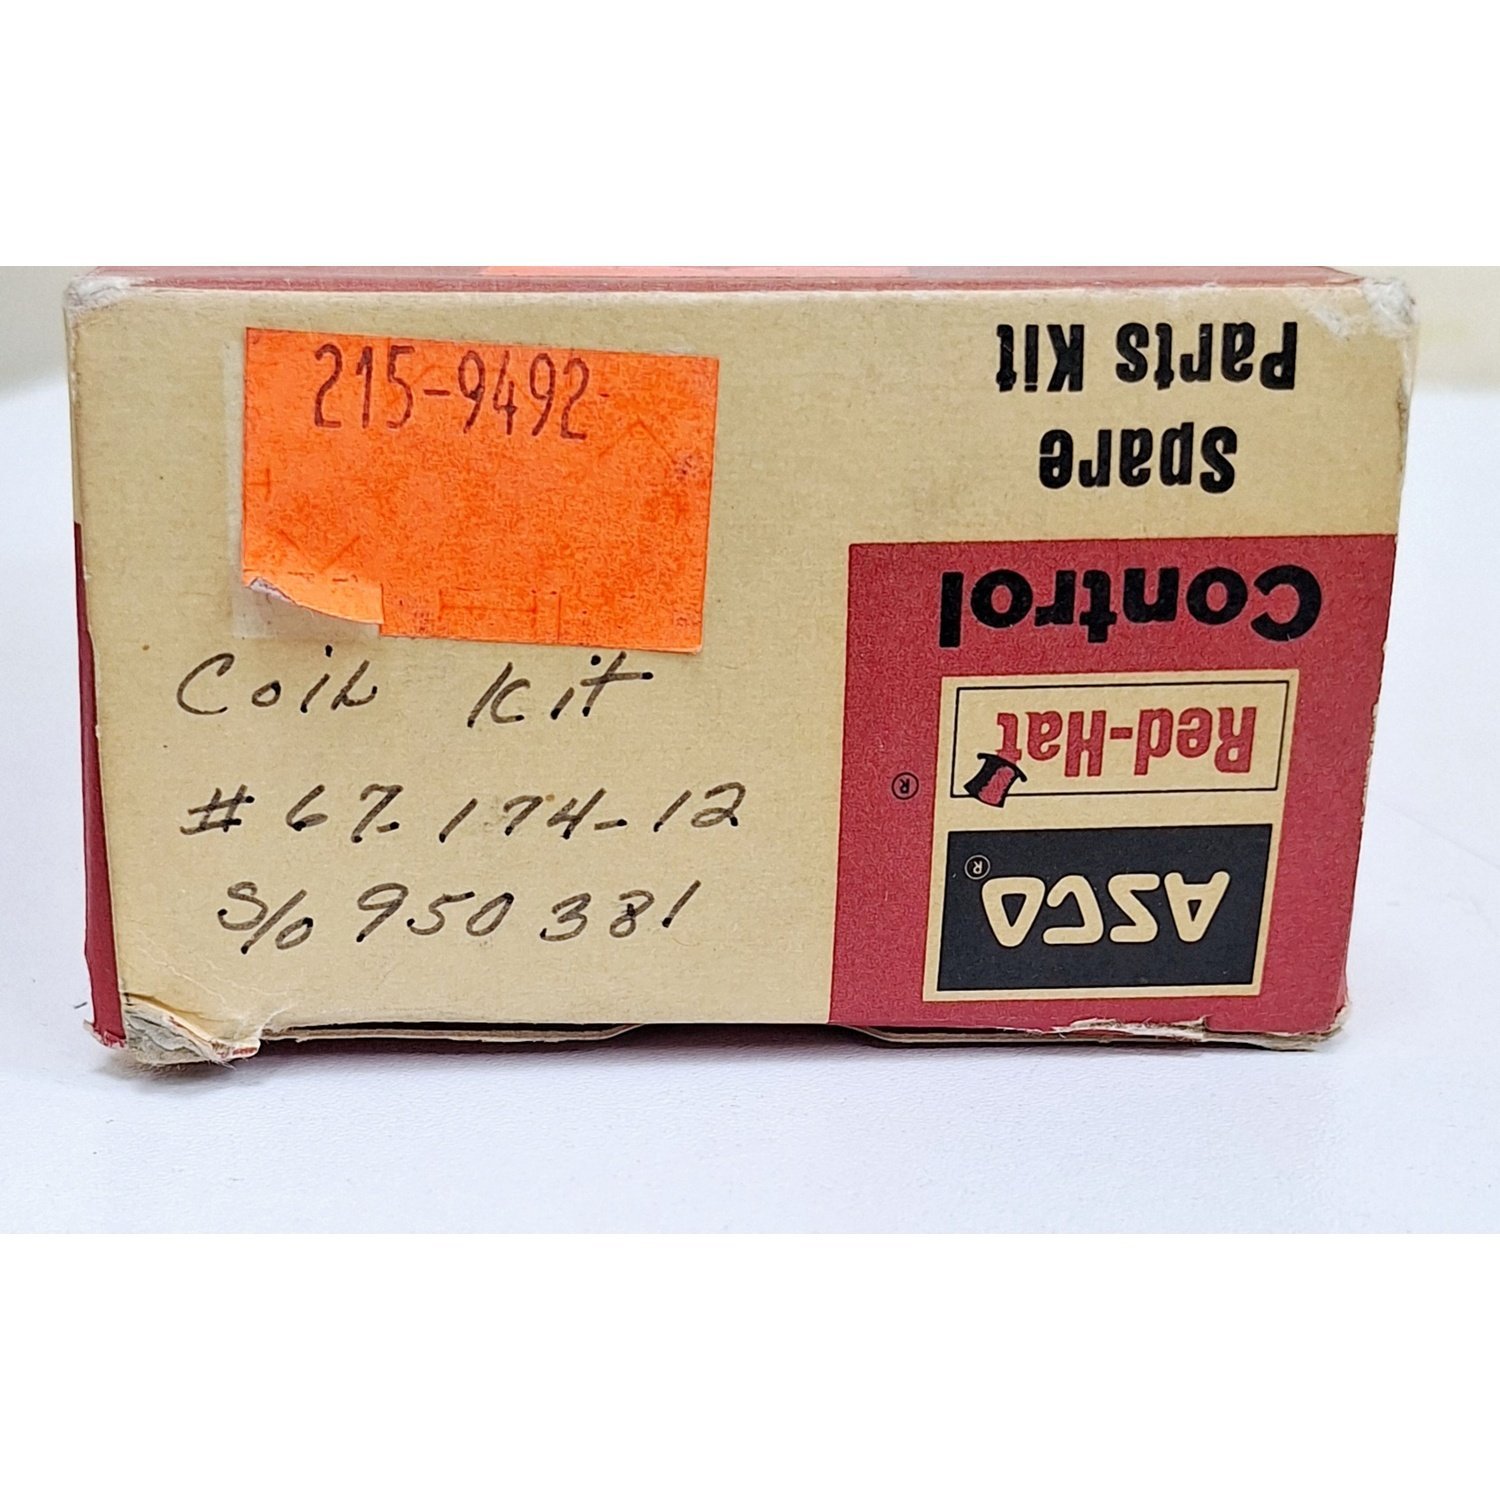 215-9492
Coil Kit
# 67-174-12
S/O 950381
ASCO®
Red-Hat
®
Control
Spare
Parts Kit